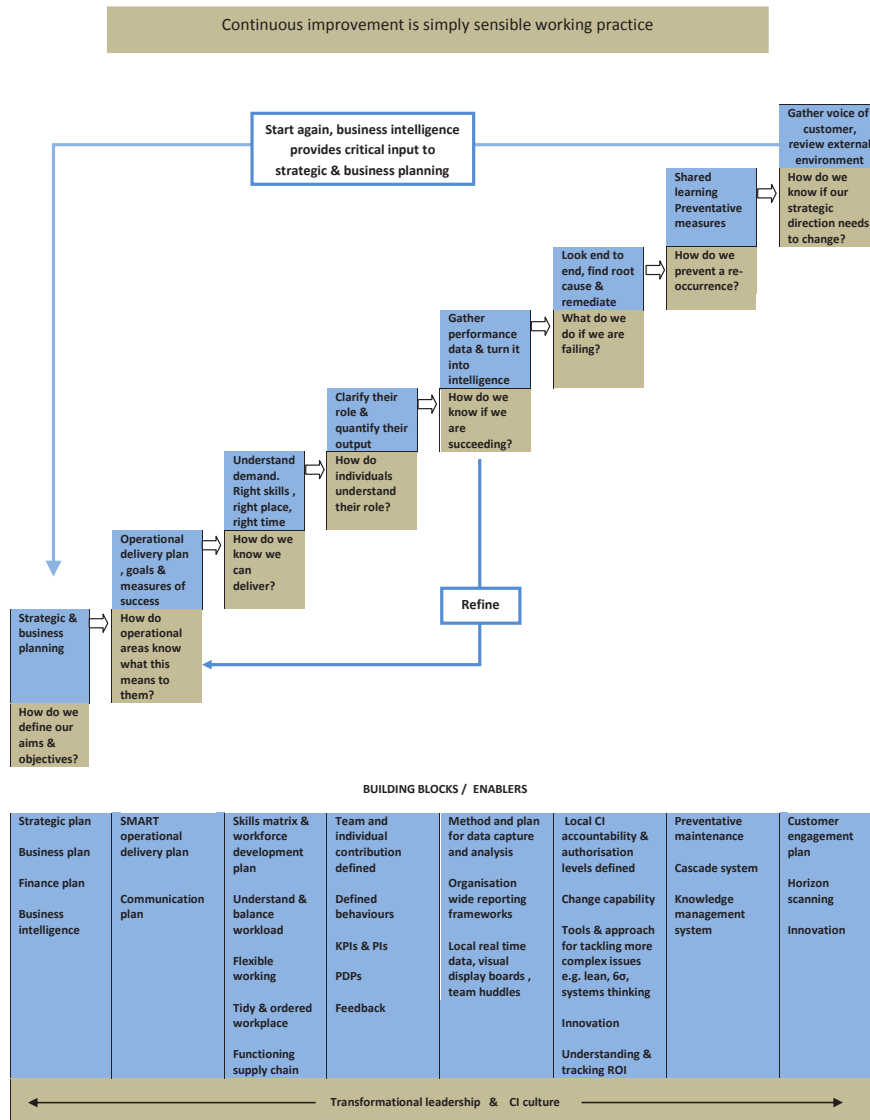 Continuous improvement is simply sensible working practice
Start again, business intelligence
provides critical input to
strategic & business planning
Gather voice of
customer,
review external
environment
How do we
know if our
strategic
direction needs
to change?
Shared
learning
Preventative
measures
How do we
prevent a re-
occurrence?
Look end to
end, find root
cause &
remediate
What do we
do if we are
failing?
Gather
performance
data & turn it
into
intelligence
How do we
know if we
are
succeeding?
Clarify their
role &
quantify their
output
How do
individuals
understand
their role?
Understand
demand.
Right skills ,
right place,
right time
How do we
know we
can
deliver?
Operational
delivery plan
, goals &
measures of
success
How do
operational
areas know
what this
means to
them?
Strategic &
business
planning
How do we
define our
aims &
objectives?
Refine
BUILDING BLOCKS / ENABLERS
Strategic plan
Business plan
Finance plan
Business
intelligence
SMART
operational
delivery plan
Communication
plan
Skills matrix &
workforce
development
plan
Understand &
balance
workload
Flexible
working
Tidy & ordered
workplace
Functioning
supply chain
Team and
individual
contribution
defined
Defined
behaviours
KPIs & PIs
PDPs
Feedback
Method and plan
for data capture
and analysis
Organisation
wide reporting
frameworks
Local real time
data, visual
display boards ,
team huddles
Local CI
accountability &
authorisation
levels defined
Change capability
Tools & approach
for tackling more
complex issues
e.g. lean, 6σ,
systems thinking
Innovation
Understanding &
tracking ROI
Preventative
maintenance
Cascade system
Knowledge
management
system
Customer
engagement
plan
Horizon
scanning
Innovation
Transformational leadership & CI culture